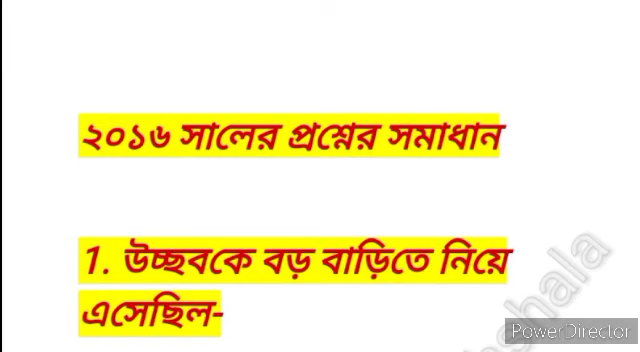 ২০১৬ সালের প্রশ্নের সমাধান
1. উচ্ছবকে বড় বাড়িতে নিয়ে
এসেছিল-
PowerDirector